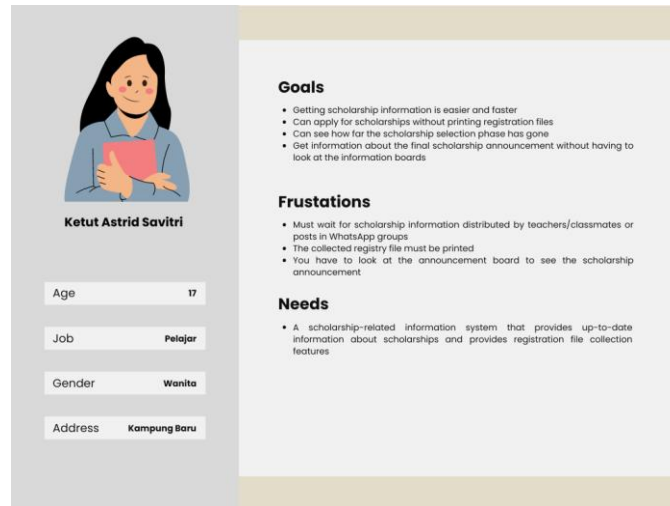 Ketut Astrid Savitri
Age 17
Job Pelajar
Gender Wanita
Address Kampung Baru
Goals
• Getting scholarship information is easier and faster
• Can apply for scholarships without printing registration files
• Can see how far the scholarship selection phase has gone
• Get information about the final scholarship announcement without having to
look at the information boards
Frustations
• Must wait for scholarship information distributed by teachers/classmates or
posts in WhatsApp groups
• The collected registry file must be printed
• You have to look at the announcement board to see the scholarship
announcement
Needs
• A scholarship-related information system that provides up-to-date
information about scholarships and provides registration file collection
features